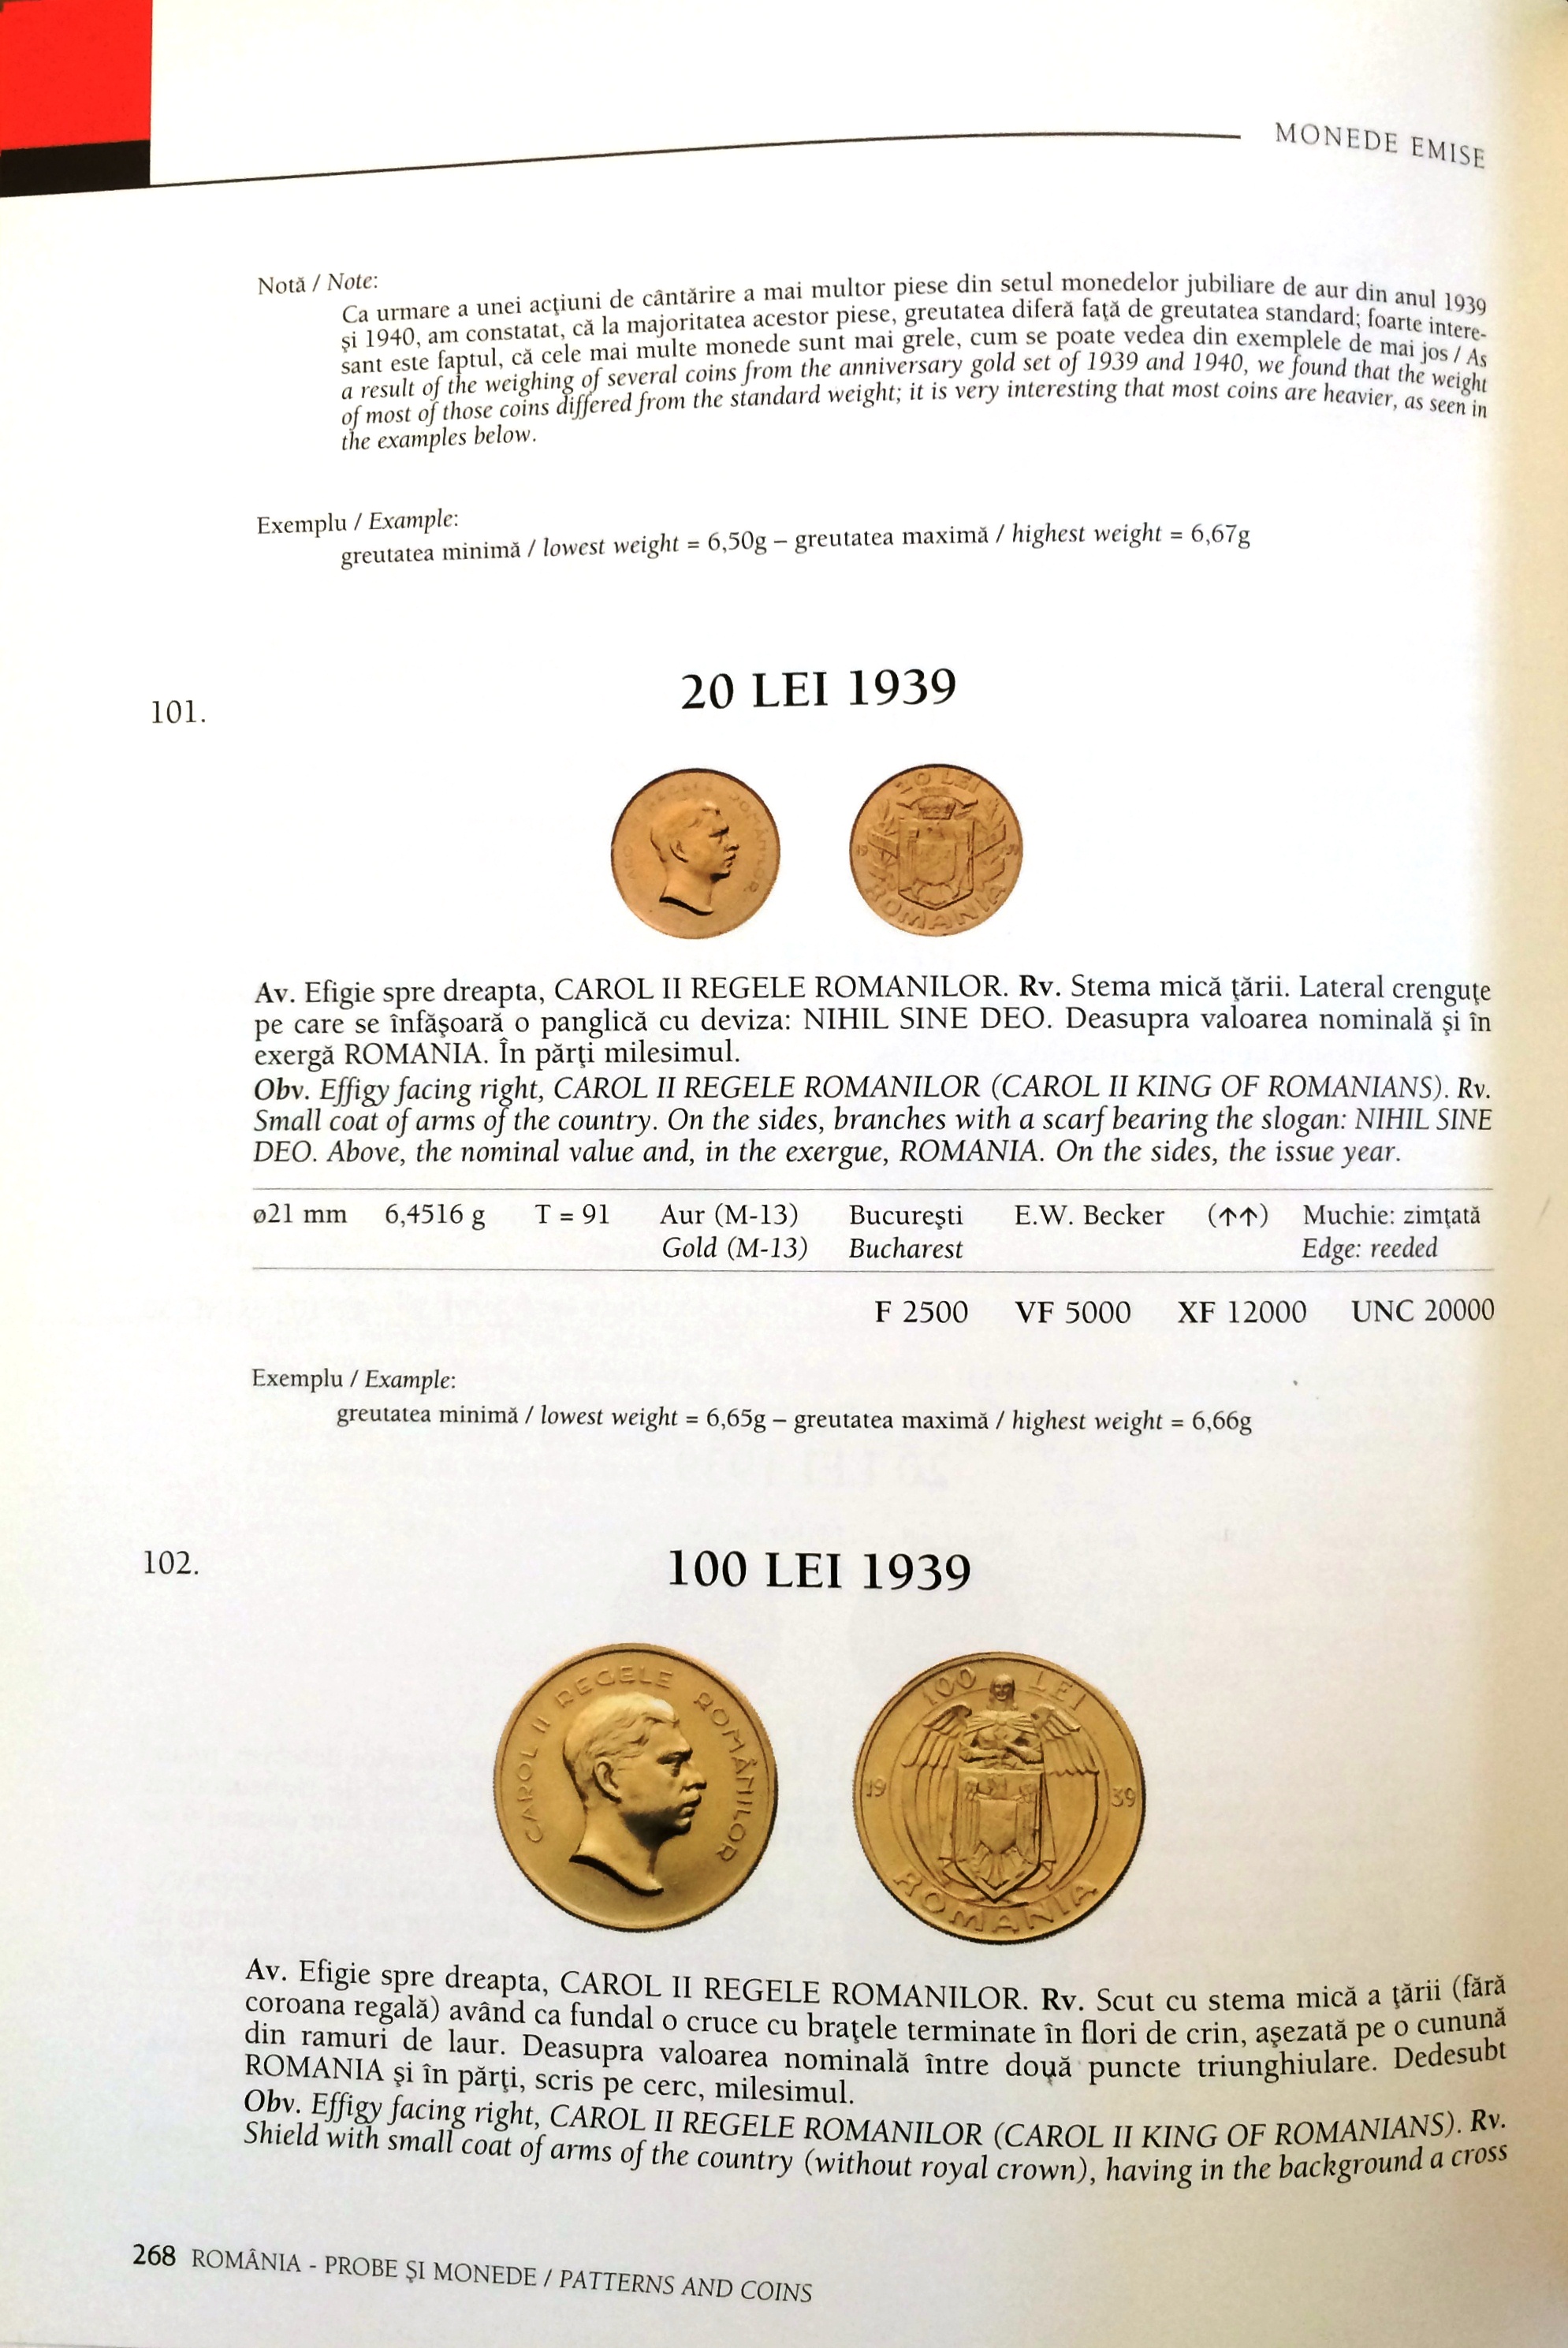 MONEDE EMISE
Notă / Note:
Ca urmare a unei acţiuni de cântărire a mai multor piese din setul monedelor jubiliare de aur din anul 1939
şi 1940, am constatat, că la majoritatea acestor piese, greutatea diferă faţă de greutatea standard; foarte intere-
sant este faptul, că cele mai multe monede sunt mai grele, cum se poate vedea din exemplele de mai jos / As
a result of the weighing of several coins from the anniversary gold set of 1939 and 1940, we found that the weight
of most of those coins differed from the standard weight; it is very interesting that most coins are heavier, as seen in
the examples below.
Exemplu / Example:
greutatea minimă / lowest weight = 6,50g – greutatea maximă / highest weight = 6,67g
101.
20 LEI 1939
REGELE ROMÂNILOR
20 LEI
19 39
ROMANIA
Av. Efigie spre dreapta, CAROL II REGELE ROMANILOR. Rv. Stema mică ţării. Lateral crenguţe
pe care se înfăşoară o panglică cu deviza: NIHIL SINE DEO. Deasupra valoarea nominală şi în
exergă ROMANIA. În părţi milesimul.
Obv. Effigy facing right, CAROL II REGELE ROMANILOR (CAROL II KING OF ROMANIANS). Rv.
Small coat of arms of the country. On the sides, branches with a scarf bearing the slogan: NIHIL SINE
DEO. Above, the nominal value and, in the exergue, ROMANIA. On the sides, the issue year.
ø21 mm 6,4516 g T = 91 Aur (M-13) Bucureşti E.W. Becker (↑↑) Muchie: zimţată
Gold (M-13) Bucharest Edge: reeded
F 2500 VF 5000 XF 12000 UNC 20000
Exemplu / Example:
greutatea minimă / lowest weight = 6,65g – greutatea maximă / highest weight = 6,66g
102.
100 LEI 1939
CAROL II REGELE ROMÂNILOR
100 LEI
19 39
ROMANIA
Av. Efigie spre dreapta, CAROL II REGELE ROMANILOR. Rv. Scut cu stema mică a ţării (fără
coroana regală) având ca fundal o cruce cu braţele terminate în flori de crin, aşezată pe o cunună
din ramuri de laur. Deasupra valoarea nominală între două puncte triunghiulare. Dedesubt
ROMANIA şi în părţi, scris pe cerc, milesimul.
Obv. Effigy facing right, CAROL II REGELE ROMANILOR (CAROL II KING OF ROMANIANS). Rv.
Shield with small coat of arms of the country (without royal crown), having in the background a cross
268 ROMÂNIA - PROBE ŞI MONEDE / PATTERNS AND COINS